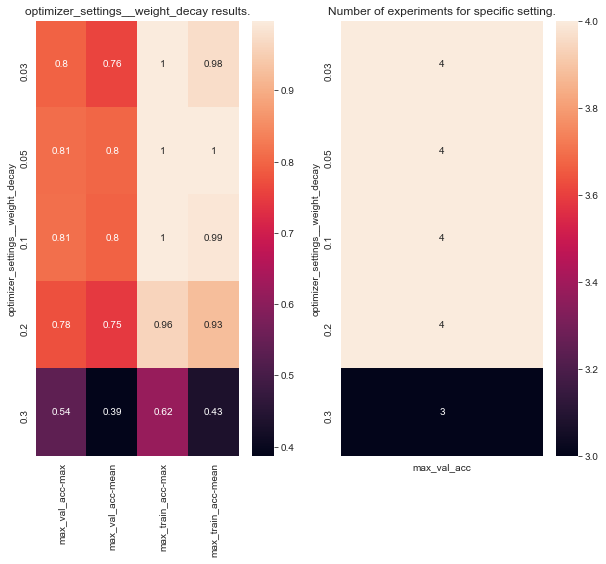 optimizer_settings__weight_decay results.
optimizer_settings__weight_decay
0.03
0.05
0.1
0.2
0.3
0.8 0.76 1 0.98
0.81 0.8 1 1
0.81 0.8 1 0.99
0.78 0.75 0.96 0.93
0.54 0.39 0.62 0.43
max_val_acc-max
max_val_acc-mean
max_train_acc-max
max_train_acc-mean
0.9
0.8
0.7
0.6
0.5
0.4
Number of experiments for specific setting.
optimizer_settings__weight_decay
0.03
0.05
0.1
0.2
0.3
4
4
4
4
3
max_val_acc
4.0
3.8
3.6
3.4
3.2
3.0